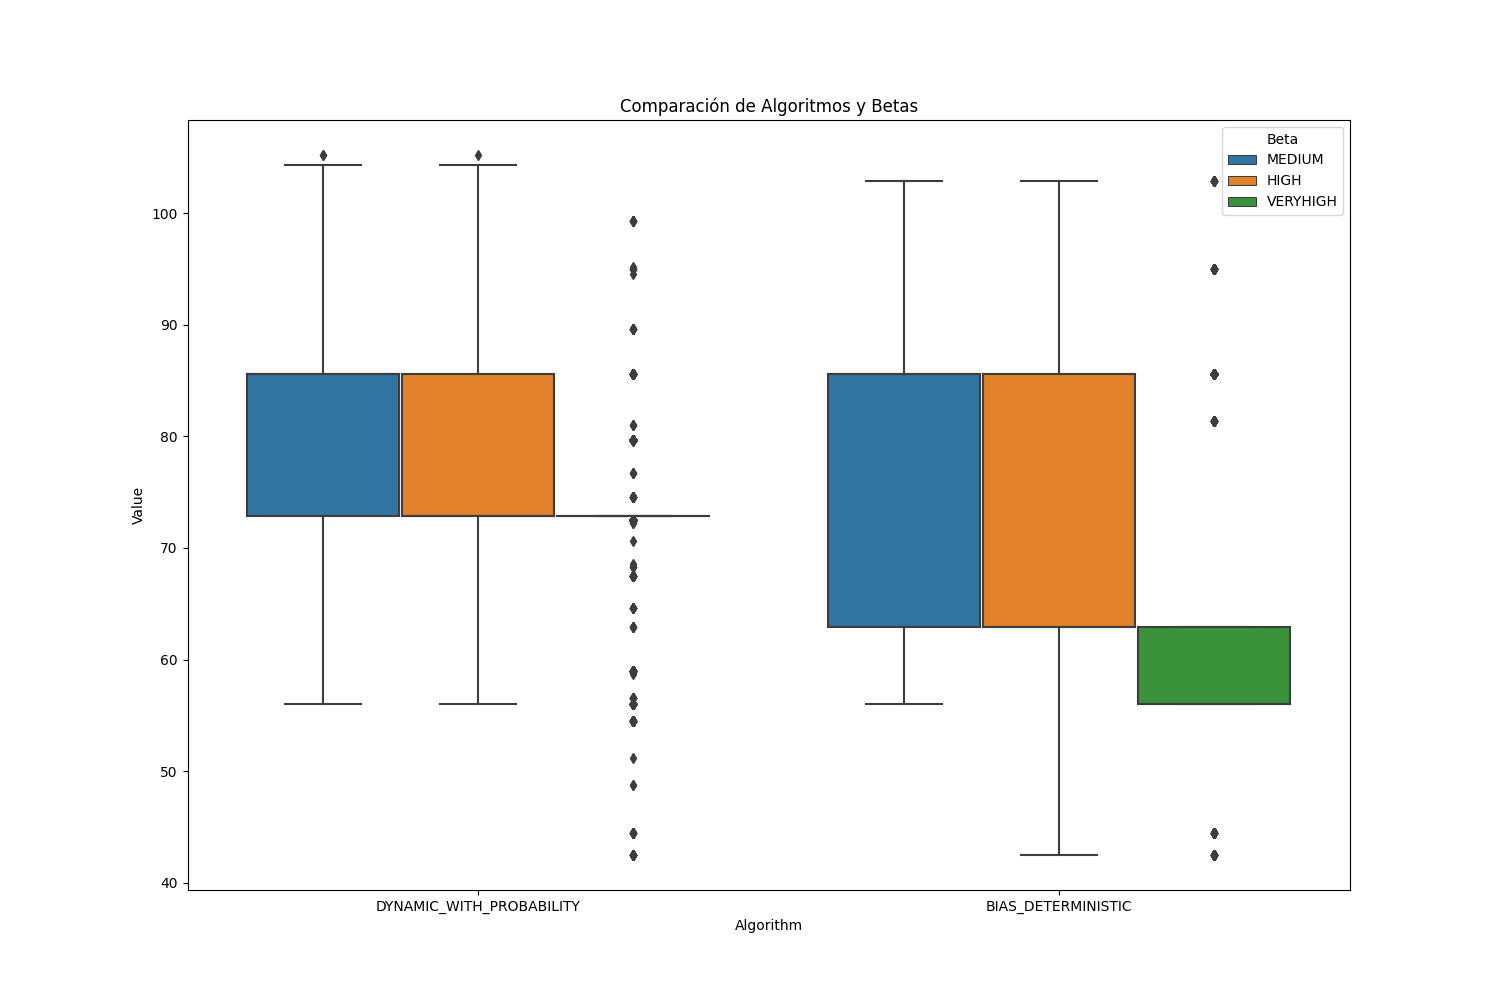 Comparación de Algoritmos y Betas
Beta
MEDIUM
HIGH
VERYHIGH
100
90
80
70
60
50
40
Value
DYNAMIC_WITH_PROBABILITY
BIAS_DETERMINISTIC
Algorithm